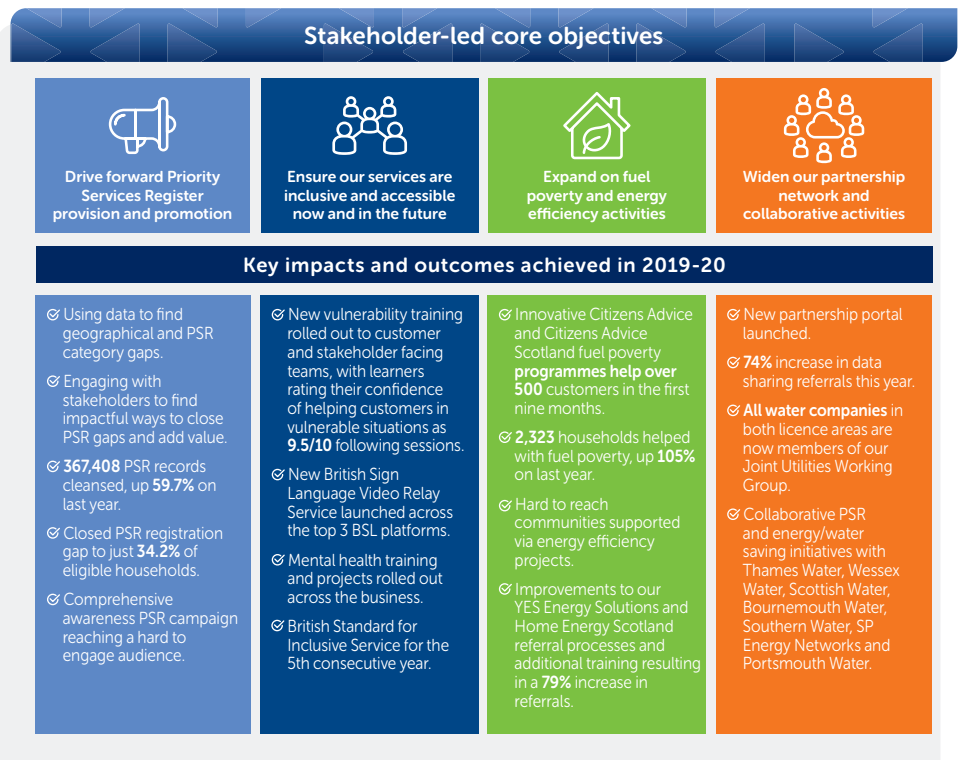 Stakeholder-led core objectives
Drive forward Priority
Services Register
provision and promotion
Ensure our services are
inclusive and accessible
now and in the future
Expand on fuel
poverty and energy
efficiency activities
Widen our partnership
network and
collaborative activities
Key impacts and outcomes achieved in 2019-20
Using data to find
geographical and PSR
category gaps.
Engaging with
stakeholders to find
impactful ways to close
PSR gaps and add value.
367,408 PSR records
cleansed, up 59.7% on
last year.
Closed PSR registration
gap to just 34.2% of
eligible households.
Comprehensive
awareness PSR campaign
reaching a hard to
engage audience.
New vulnerability training
rolled out to customer
and stakeholder facing
teams, with learners
rating their confidence
of helping customers in
vulnerable situations as
9.5/10 following sessions.
New British Sign
Language Video Relay
Service launched across
the top 3 BSL platforms.
Mental health training
and projects rolled out
across the business.
British Standard for
Inclusive Service for the
5th consecutive year.
Innovative Citizens Advice
and Citizens Advice
Scotland fuel poverty
programmes help over
500 customers in the first
nine months.
2,323 households helped
with fuel poverty, up 105%
on last year.
Hard to reach
communities supported
via energy efficiency
projects.
Improvements to our
YES Energy Solutions and
Home Energy Scotland
referral processes and
additional training resulting
in a 79% increase in
referrals.
New partnership portal
launched.
74% increase in data
sharing referrals this year.
All water companies in
both licence areas are
now members of our
Joint Utilities Working
Group.
Collaborative PSR
and energy/water
saving initiatives with
Thames Water, Wessex
Water, Scottish Water,
Bournemouth Water,
Southern Water, SP
Energy Networks and
Portsmouth Water.